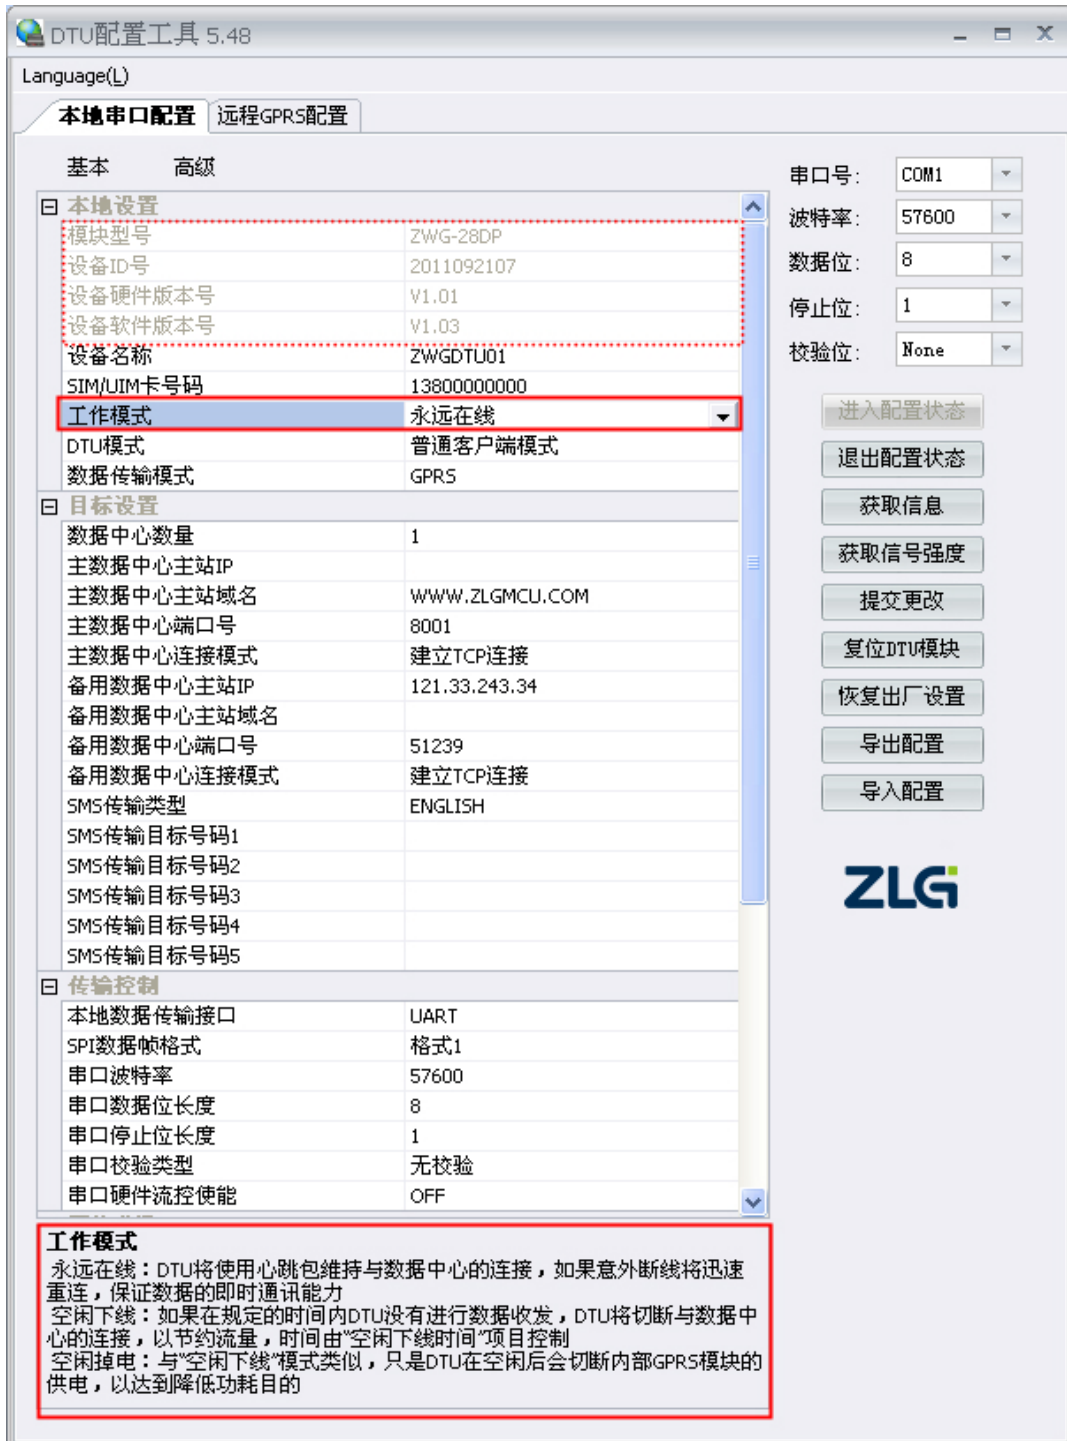 DTU配置工具 5.48
Language(L)
本地串口配置 远程GPRS配置
基本 高级
本地设置
模块型号 ZWG-28DP
设备ID号 2011092107
设备硬件版本号 V1.01
设备软件版本号 V1.03
设备名称 ZWGDTU01
SIM/UIM卡号码 13800000000
工作模式 永远在线
DTU模式 普通客户端模式
数据传输模式 GPRS
目标设置
数据中心数量 1
主数据中心主站IP
主数据中心主站域名 WWW.ZLGMCU.COM
主数据中心端口号 8001
主数据中心连接模式 建立TCP连接
备用数据中心主站IP 121.33.243.34
备用数据中心主站域名
备用数据中心端口号 51239
备用数据中心连接模式 建立TCP连接
SMS传输类型 ENGLISH
SMS传输目标号码1
SMS传输目标号码2
SMS传输目标号码3
SMS传输目标号码4
SMS传输目标号码5
传输控制
本地数据传输接口 UART
SPI数据帧格式 格式1
串口波特率 57600
串口数据位长度 8
串口停止位长度 1
串口校验类型 无校验
串口硬件流控使能 OFF
工作模式
永远在线：DTU将使用心跳包维持与数据中心的连接，如果意外断线将迅速
重连，保证数据的即时通讯能力
空闲下线：如果在规定的时间内DTU没有进行数据收发，DTU将切断与数据中
心的连接，以节约流量，时间由"空闲下线时间"项目控制
空闲掉电：与"空闲下线"模式类似，只是DTU在空闲后会切断内部GPRS模块的
供电，以达到降低功耗目的
串口号: COM1
波特率: 57600
数据位: 8
停止位: 1
校验位: None
进入配置状态
退出配置状态
获取信息
获取信号强度
提交更改
复位DTU模块
恢复出厂设置
导出配置
导入配置
ZLG